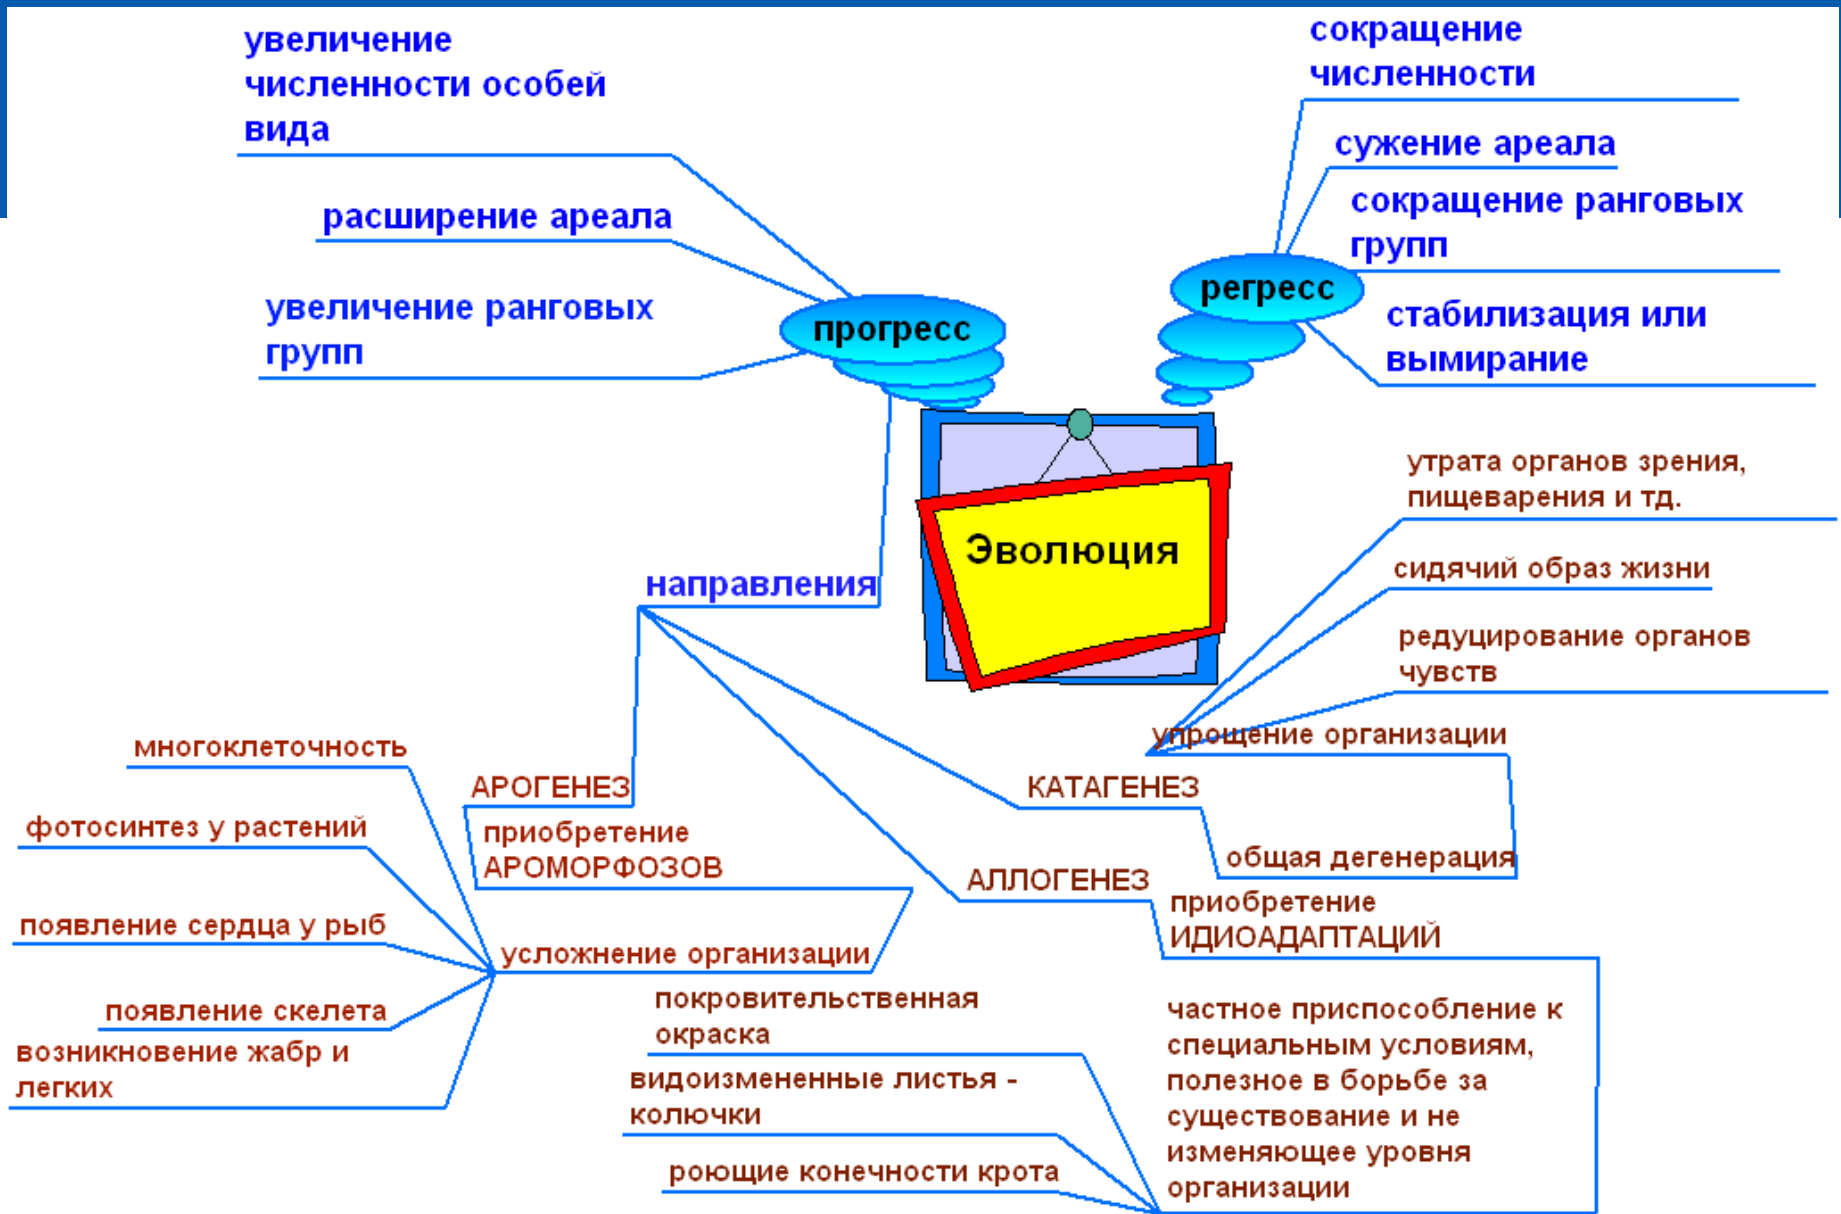 увеличение
численности особей
вида
расширение ареала
увеличение ранговых
групп
прогресс
сокращение
численности
сужение ареала
сокращение ранговых
групп
регресс
стабилизация или
вымирание
Эволюция
направления
утрата органов зрения,
пищеварения и тд.
сидячий образ жизни
редуцирование органов
чувств
упрощение организации
КАТАГЕНЕЗ
общая дегенерация
АРОГЕНЕЗ
приобретение
АРОМОРФОЗОВ
усложнение организации
многоклеточность
фотосинтез у растений
появление сердца у рыб
появление скелета
возникновение жабр и
легких
АЛЛОГЕНЕЗ
приобретение
ИДИОАДАПТАЦИЙ
частное приспособление к
специальным условиям,
полезное в борьбе за
существование и не
изменяющее уровня
организации
покровительственная
окраска
видоизмененные листья -
колючки
роющие конечности крота